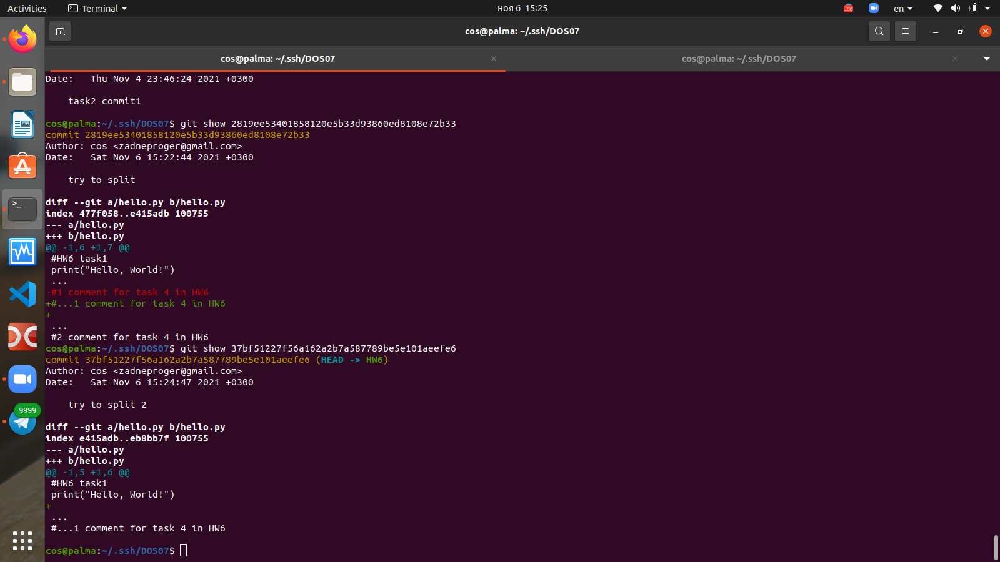 Activities
Terminal
ноя 6 15:25
96
en
cos@palma: ~/.ssh/DOS07
cos@palma: ~/.ssh/DOS07
cos@palma: ~/.ssh/DOS07
Date:   Thu Nov 4 23:46:24 2021 +0300
task2 commit1
cos@palma:~/.ssh/DOS07$ git show 2819ee53401858120e5b33d93860ed8108e72b33
commit 2819ee53401858120e5b33d93860ed8108e72b33
Author: cos <zadneproger@gmail.com>
Date:   Sat Nov 6 15:22:44 2021 +0300
try to split
diff --git a/hello.py b/hello.py
index 477f058..e415adb 100755
--- a/hello.py
+++ b/hello.py
@@ -1,6 +1,7 @@
#HW6 task1
print("Hello, World!")
...
-#1 comment for task 4 in HW6
+#...1 comment for task 4 in HW6
+
...
#2 comment for task 4 in HW6
cos@palma:~/.ssh/DOS07$ git show 37bf51227f56a162a2b7a587789be5e101aeefe6
commit 37bf51227f56a162a2b7a587789be5e101aeefe6 (HEAD -> HW6)
Author: cos <zadneproger@gmail.com>
Date:   Sat Nov 6 15:24:47 2021 +0300
try to split 2
diff --git a/hello.py b/hello.py
index e415adb..eb8bb7f 100755
--- a/hello.py
+++ b/hello.py
@@ -1,5 +1,6 @@
#HW6 task1
print("Hello, World!")
+
...
#...1 comment for task 4 in HW6
cos@palma:~/.ssh/DOS07$
>_
9999